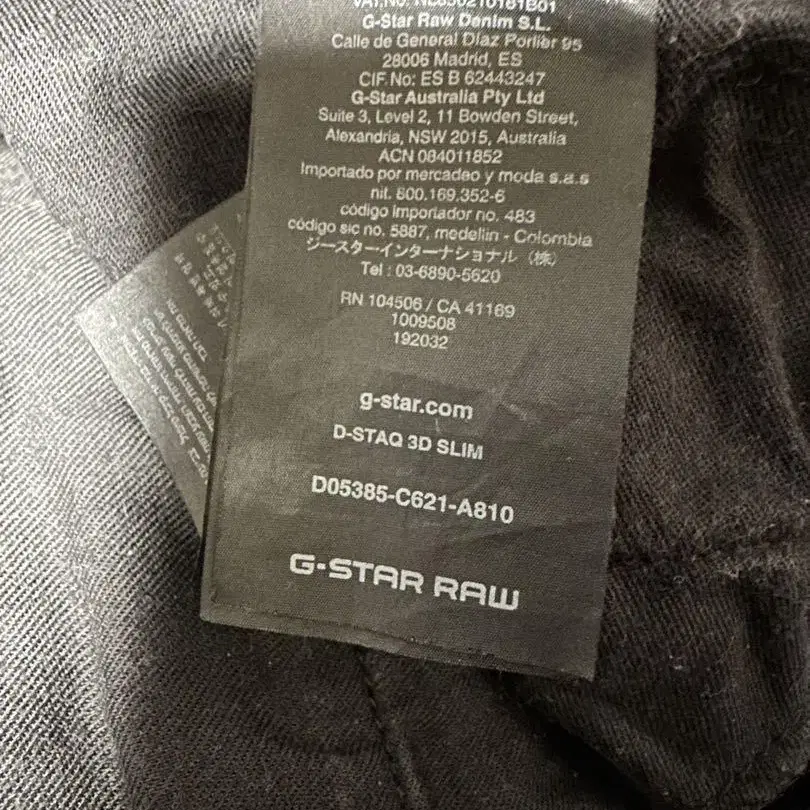 VAT.No. NL850210181B01
G-Star Raw Denim S.L.
Calle de General Diaz Porlier 95
28006 Madrid, ES
CIF.No: ES B 62443247
G-Star Australia Pty Ltd
Suite 3, Level 2, 11 Bowden Street,
Alexandria, NSW 2015, Australia
ACN 084011852
Importado por mercadeo y moda s.a.s
nit. 800.169.352-6
código importador no. 483
código sic no. 5887, medellin - Colombia
ジースターインターナショナル (株)
Tel : 03-6890-5620
RN 104506 / CA 41169
1009508
192032
g-star.com
D-STAQ 3D SLIM
D05385-C621-A810
G-STAR RAW